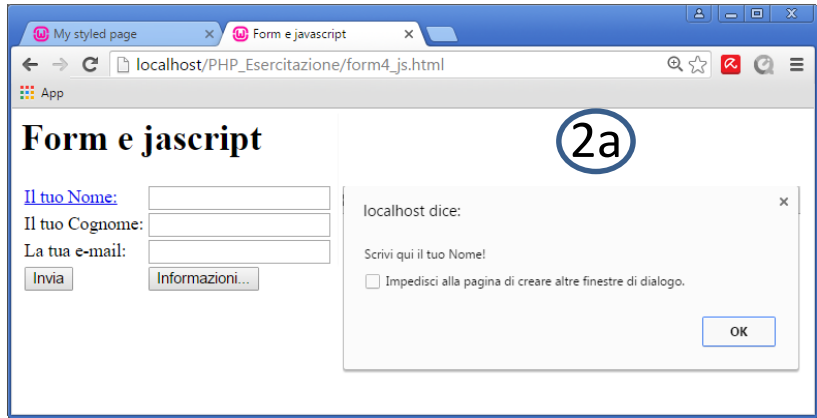 My styled page
Form e javascript
localhost/PHP_Esercitazione/form4_js.html
App
Form e jascript
2a
Il tuo Nome:
Il tuo Cognome:
La tua e-mail:
Invia Informazioni...
localhost dice:
Scrivi qui il tuo Nome!
Impedisci alla pagina di creare altre finestre di dialogo.
OK